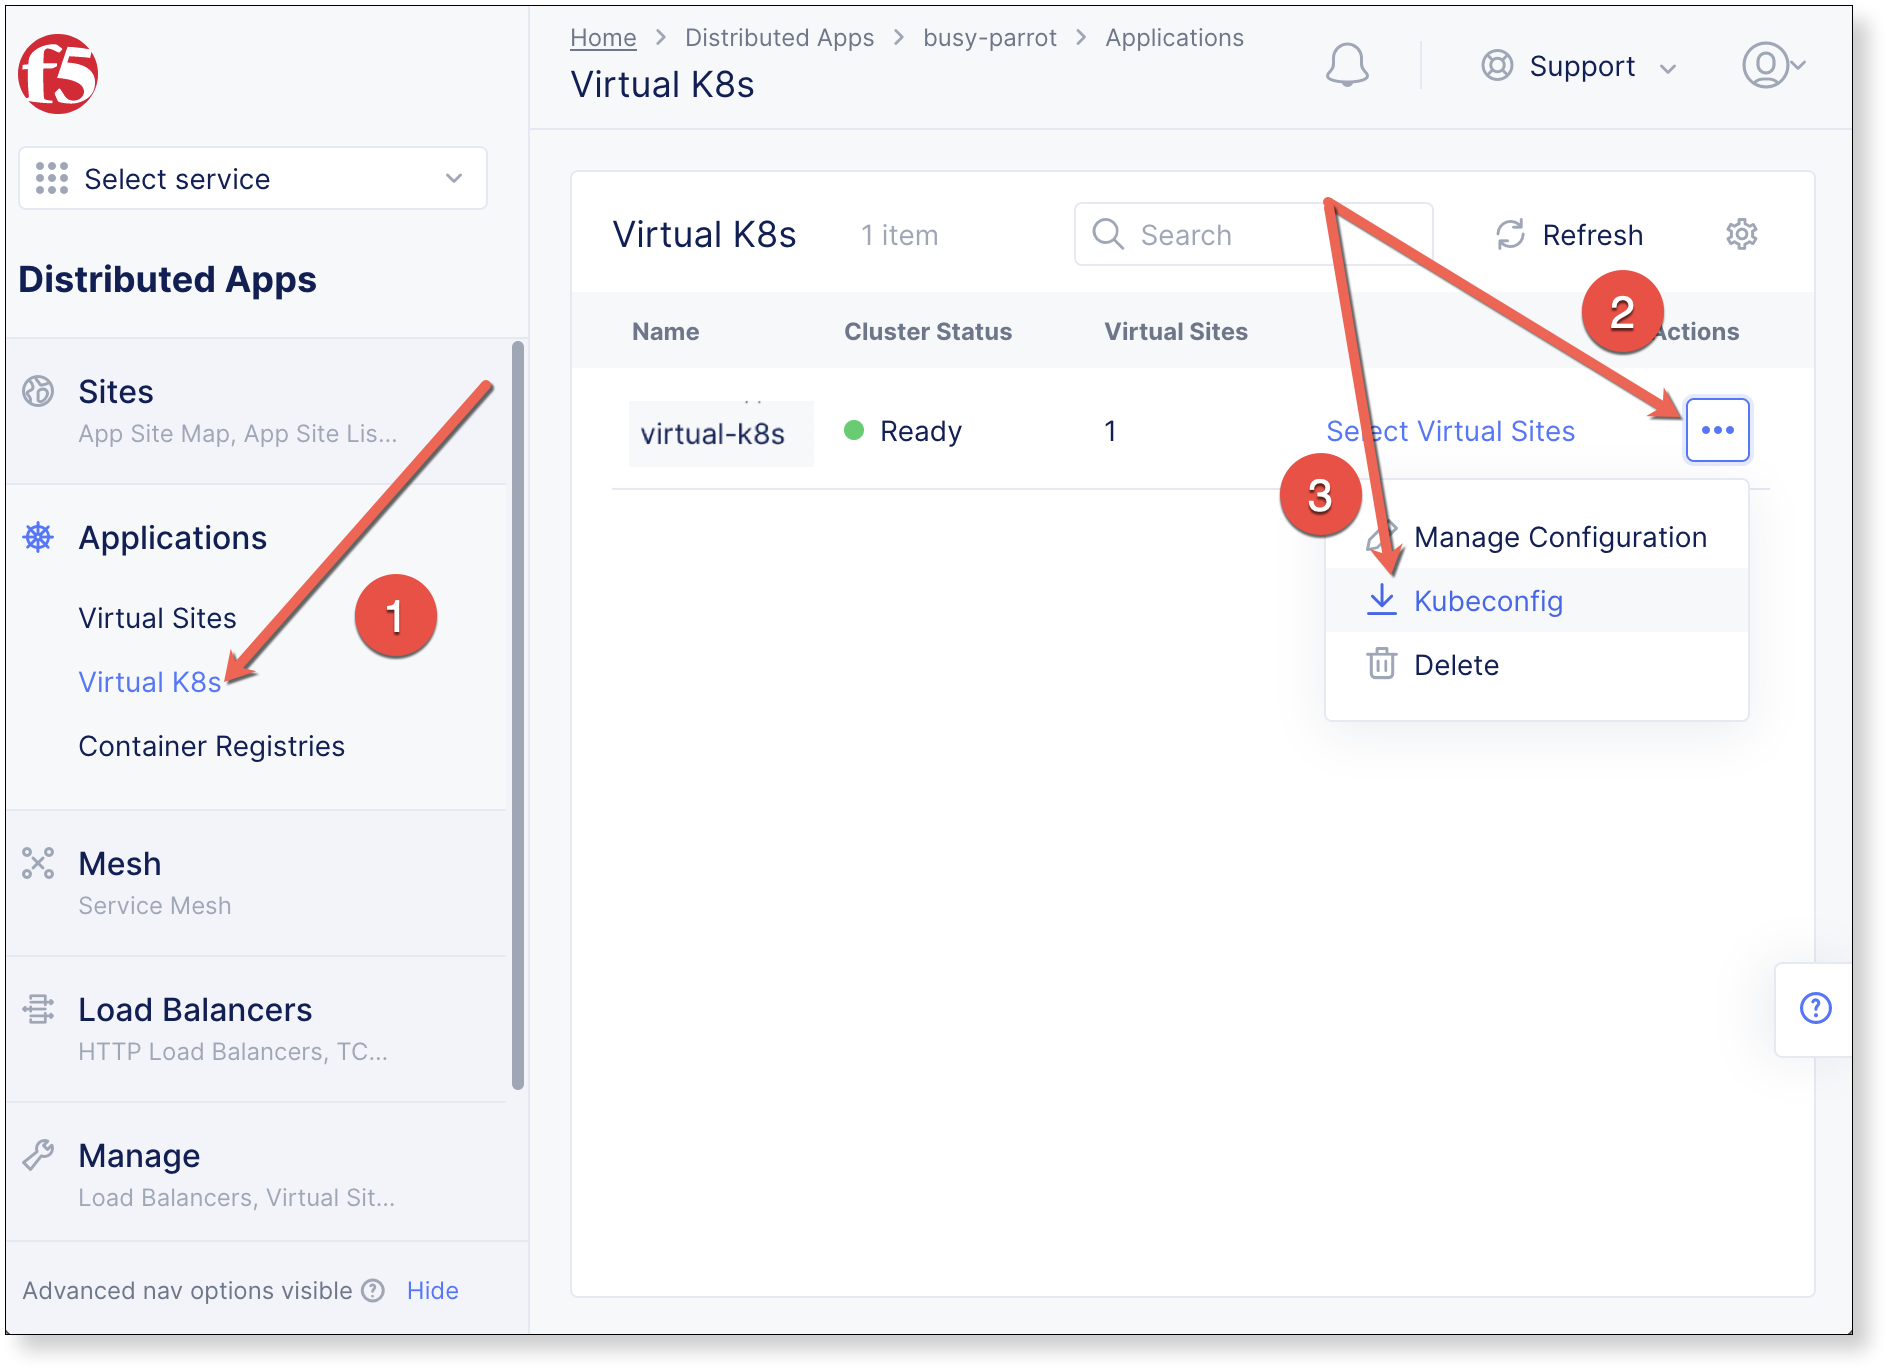 f5
Select service
Distributed Apps
Sites
App Site Map, App Site Lis...
Applications
Virtual Sites
Virtual K8s
Container Registries
1
Mesh
Service Mesh
Load Balancers
HTTP Load Balancers, TC...
Manage
Load Balancers, Virtual Sit...
Advanced nav options visible ? Hide
Home > Distributed Apps > busy-parrot > Applications
Virtual K8s
Support
Virtual K8s 1 item
Search
Refresh
Name Cluster Status Virtual Sites Actions
2
virtual-k8s Ready 1 Select Virtual Sites
3
Manage Configuration
Kubeconfig
Delete
?